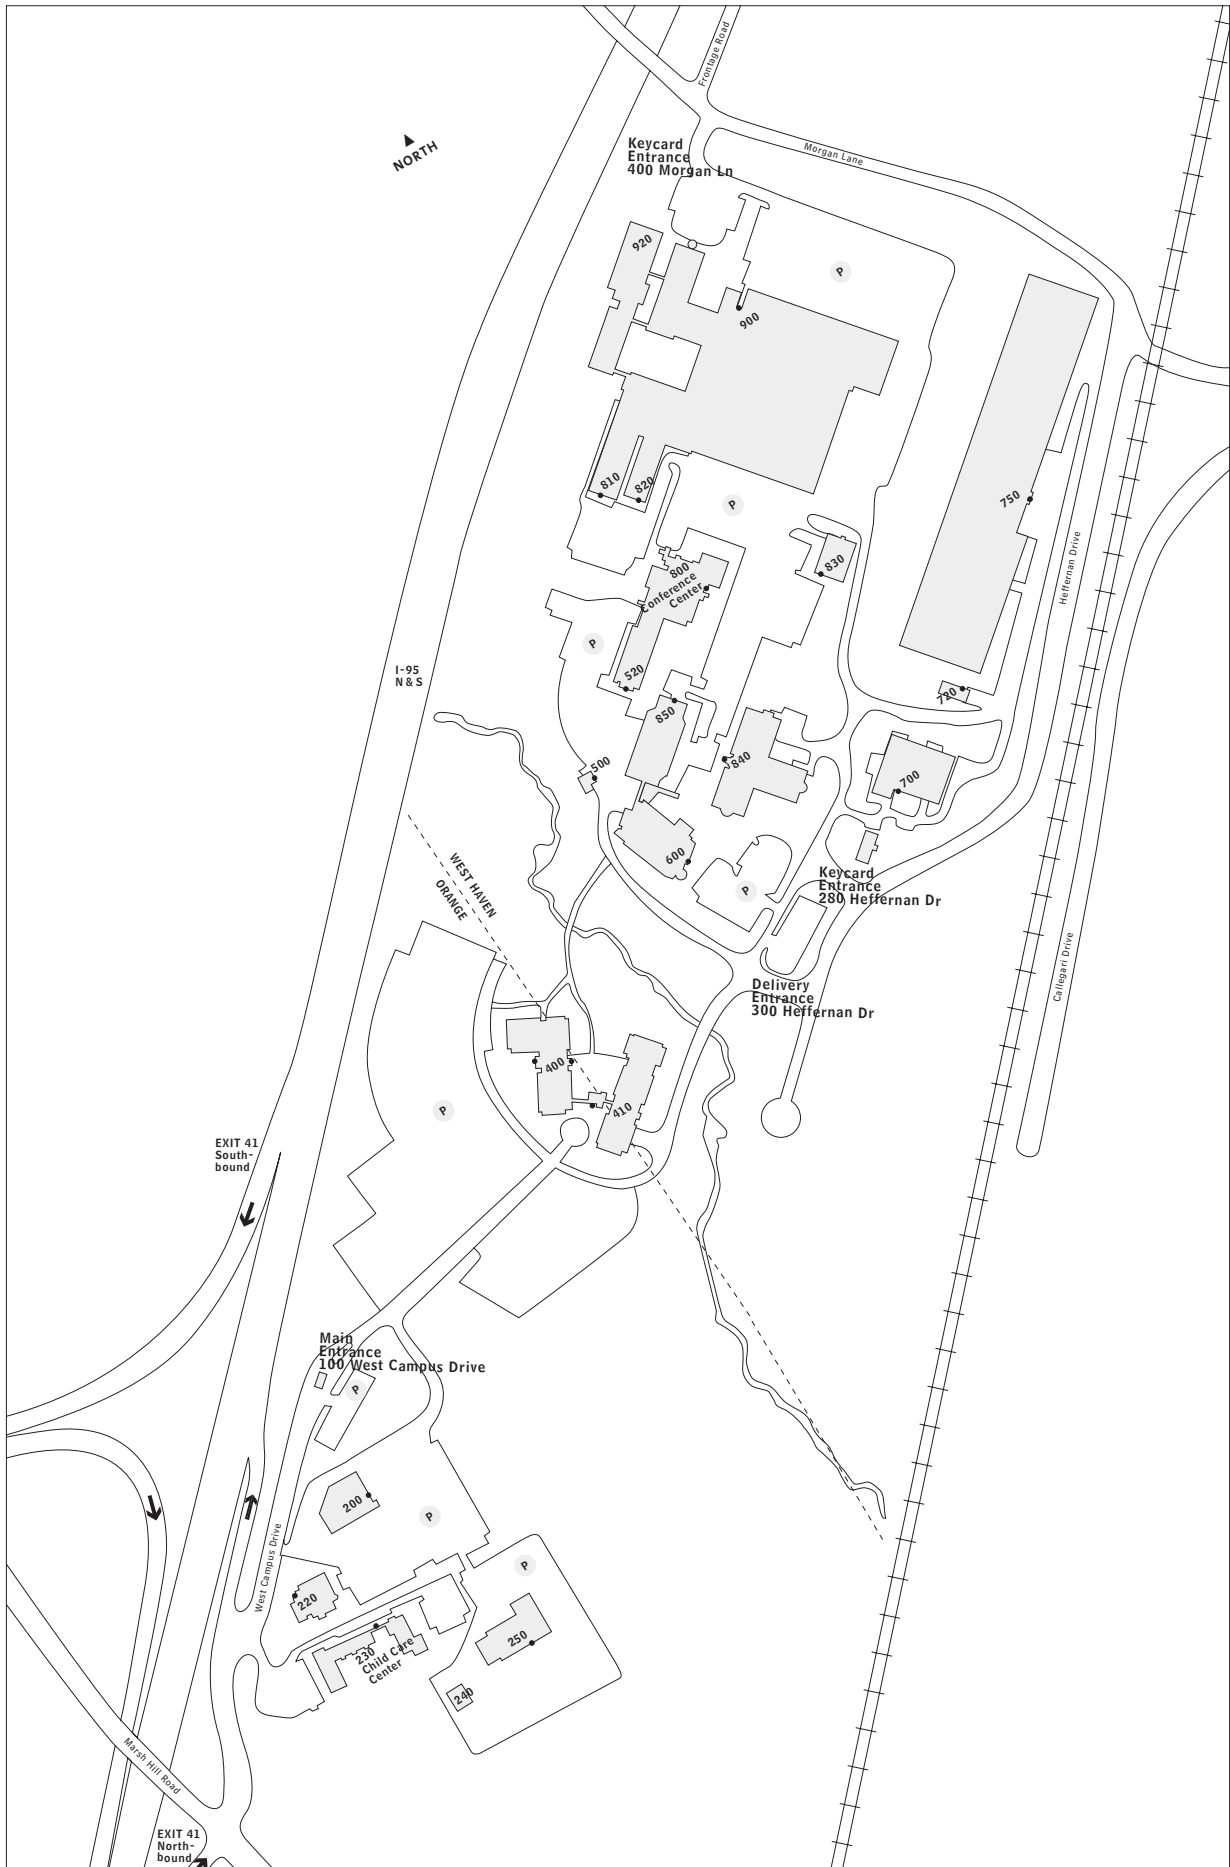 Frontage Road
Morgan Lane
NORTH
Keycard
Entrance
400 Morgan Ln
920
P
900
810
820
P
750
830
800
Conference
Center
Heffernan Drive
P
520
I-95
N & S
720
850
840
500
700
600
P
Keycard
Entrance
280 Heffernan Dr
WEST HAVEN
ORANGE
Callegari Drive
Delivery
Entrance
300 Heffernan Dr
400
410
P
EXIT 41
South-
bound
Main
Entrance
100 West Campus Drive
P
200
P
West Campus Drive
P
220
230
Child Care
Center
250
240
Marsh Hill Road
EXIT 41
North-
bound